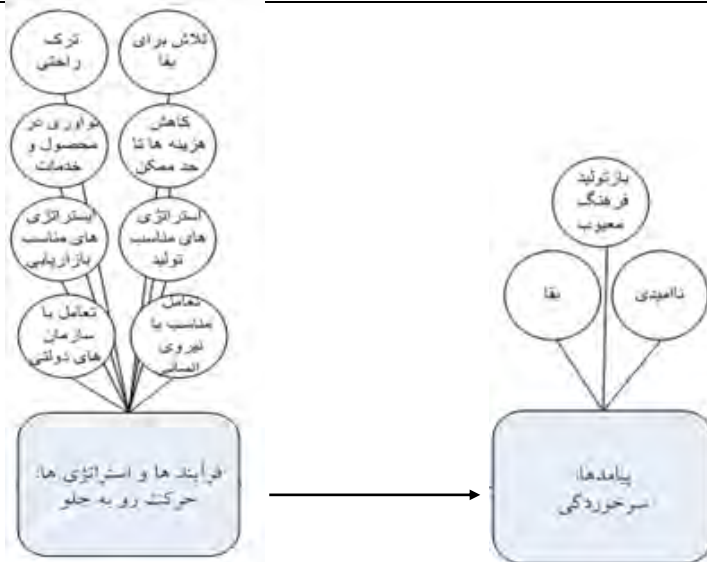 تلاش برای
بقا
ترک
راحتی
کاهش
هزینه ها تا
حد ممکن
نوآوری در
محصول و
خدمات
استراتژی
های مناسب
تولید
استراتژی
های مناسب
بازاریابی
تعامل
مناسب با
نیروی
انسانی
تعامل با
سازمان
های دولتی
فرآیند ها و استراتژی ها:
حرکت رو به جلو
بازتولید
فرهنگ
معیوب
ناامیدی
بقا
پیامدها:
سرخوردگی